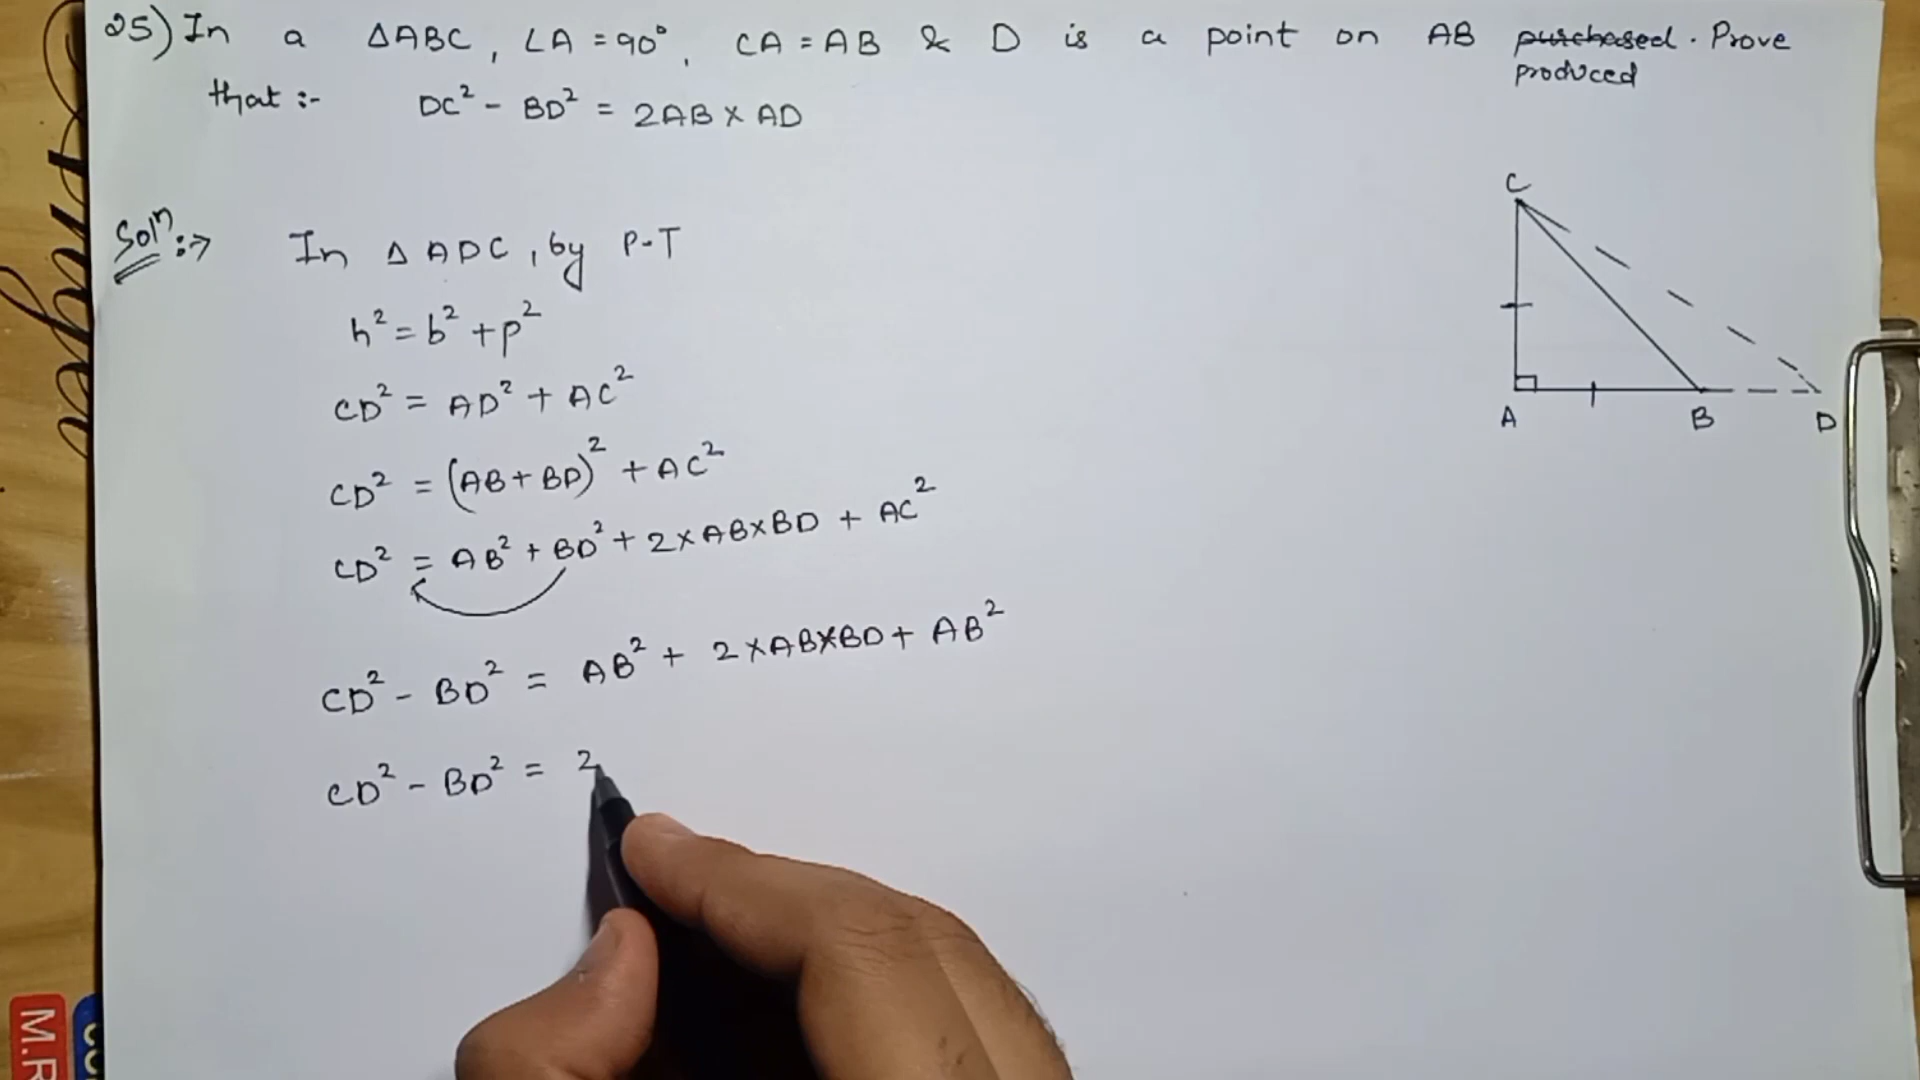 25) In a ΔABC, ∠A = 90°, CA = AB & D is a point on AB purchased. Prove
produced
that :- DC² - BD² = 2AB × AD
Solⁿ :→ In Δ ADC, by P-T
h² = b² + p²
CD² = AD² + AC²
CD² = (AB + BD)² + AC²
CD² = AB² + BD² + 2×AB×BD + AC²
CD² - BD² = AB² + 2×AB×BD + AB²
CD² - BD² = 2
C
A B D
M.R